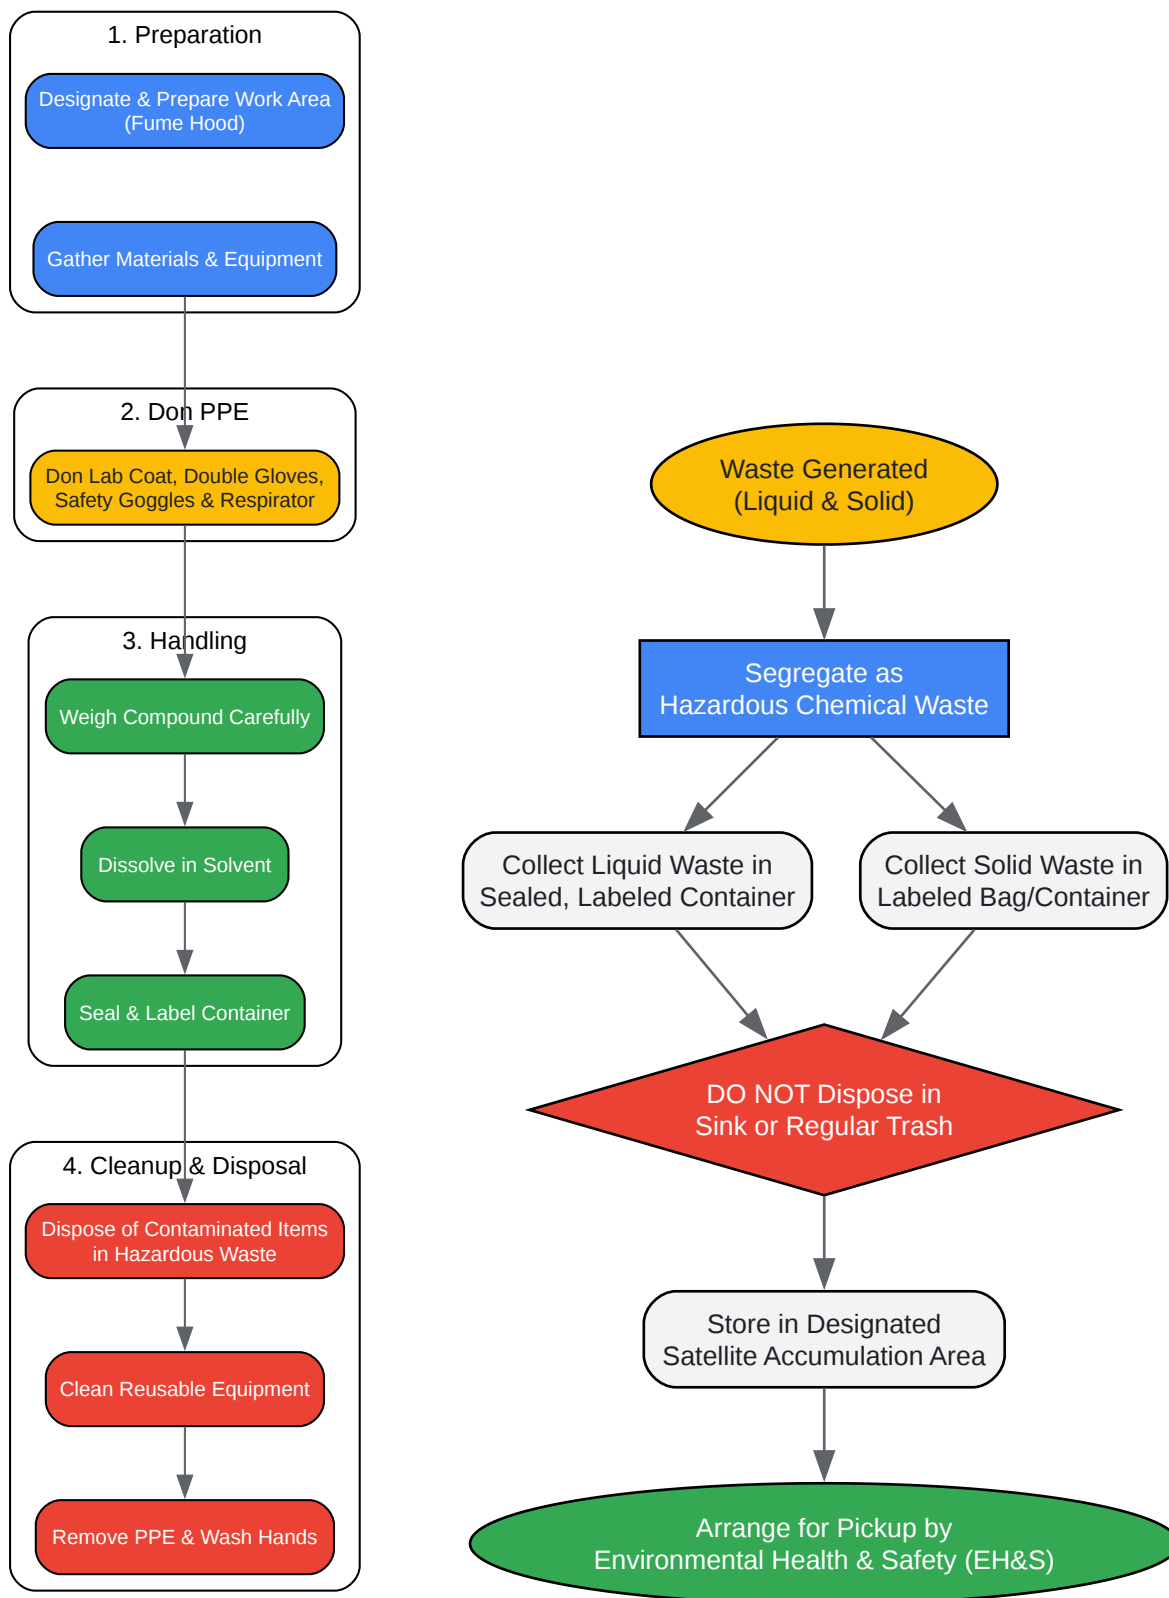 1. Preparation
Designate & Prepare Work Area
(Fume Hood)
Gather Materials & Equipment
2. Don PPE
Don Lab Coat, Double Gloves,
Safety Goggles & Respirator
3. Handling
Weigh Compound Carefully
Dissolve in Solvent
Seal & Label Container
4. Cleanup & Disposal
Dispose of Contaminated Items
in Hazardous Waste
Clean Reusable Equipment
Remove PPE & Wash Hands
Waste Generated
(Liquid & Solid)
Segregate as
Hazardous Chemical Waste
Collect Liquid Waste in
Sealed, Labeled Container
Collect Solid Waste in
Labeled Bag/Container
DO NOT Dispose in
Sink or Regular Trash
Store in Designated
Satellite Accumulation Area
Arrange for Pickup by
Environmental Health & Safety (EH&S)